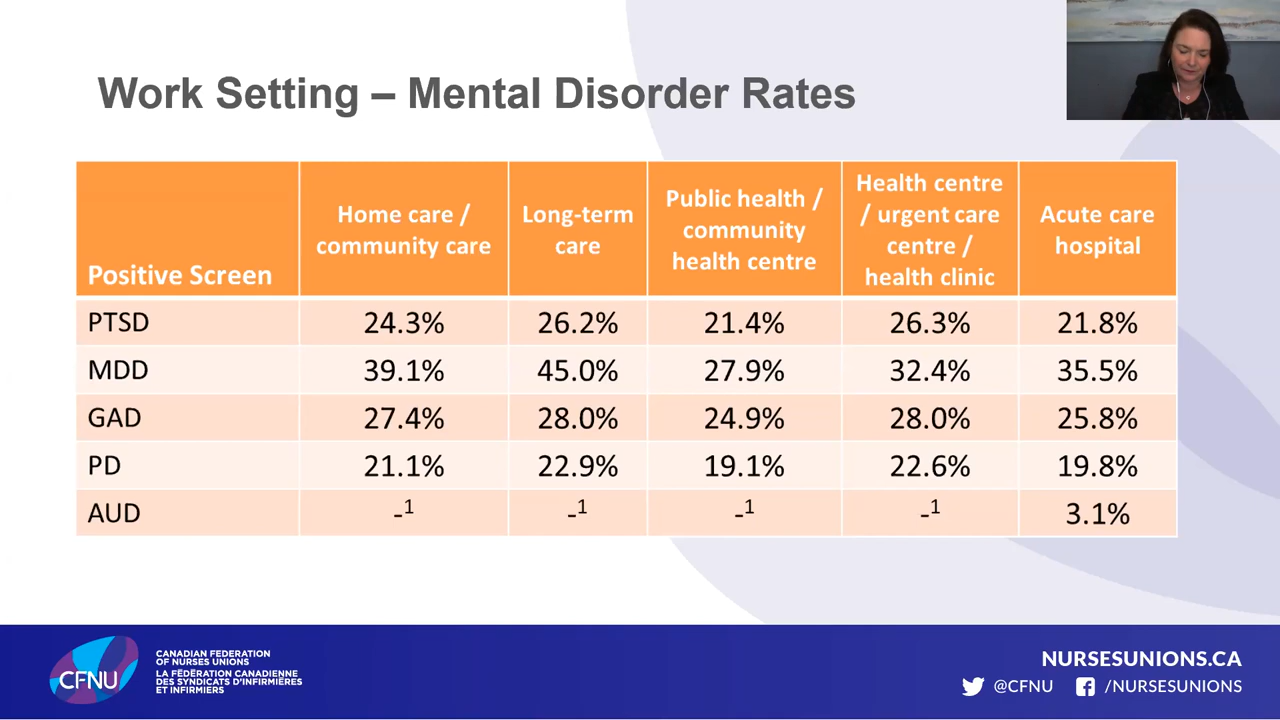 Work Setting – Mental Disorder Rates
Positive Screen
Home care /
community care
Long-term
care
Public health /
community
health centre
Health centre
/ urgent care
centre /
health clinic
Acute care
hospital
PTSD 24.3% 26.2% 21.4% 26.3% 21.8%
MDD 39.1% 45.0% 27.9% 32.4% 35.5%
GAD 27.4% 28.0% 24.9% 28.0% 25.8%
PD 21.1% 22.9% 19.1% 22.6% 19.8%
AUD -1 -1 -1 -1 3.1%
CFNU
CANADIAN FEDERATION
OF NURSES UNIONS
LA FÉDÉRATION CANADIENNE
DES SYNDICATS D'INFIRMIÈRES
ET INFIRMIERS
NURSESUNIONS.CA
@CFNU /NURSESUNIONS